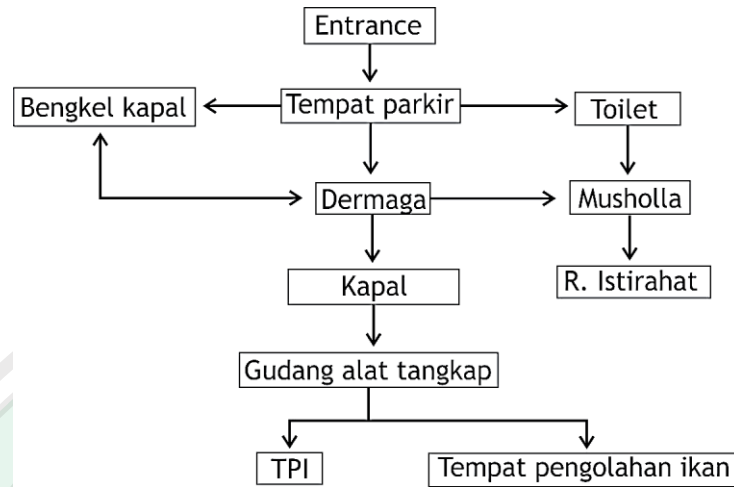 Entrance
Bengkel kapal
Tempat parkir
Toilet
Dermaga
Musholla
Kapal
R. Istirahat
Gudang alat tangkap
TPI
Tempat pengolahan ikan